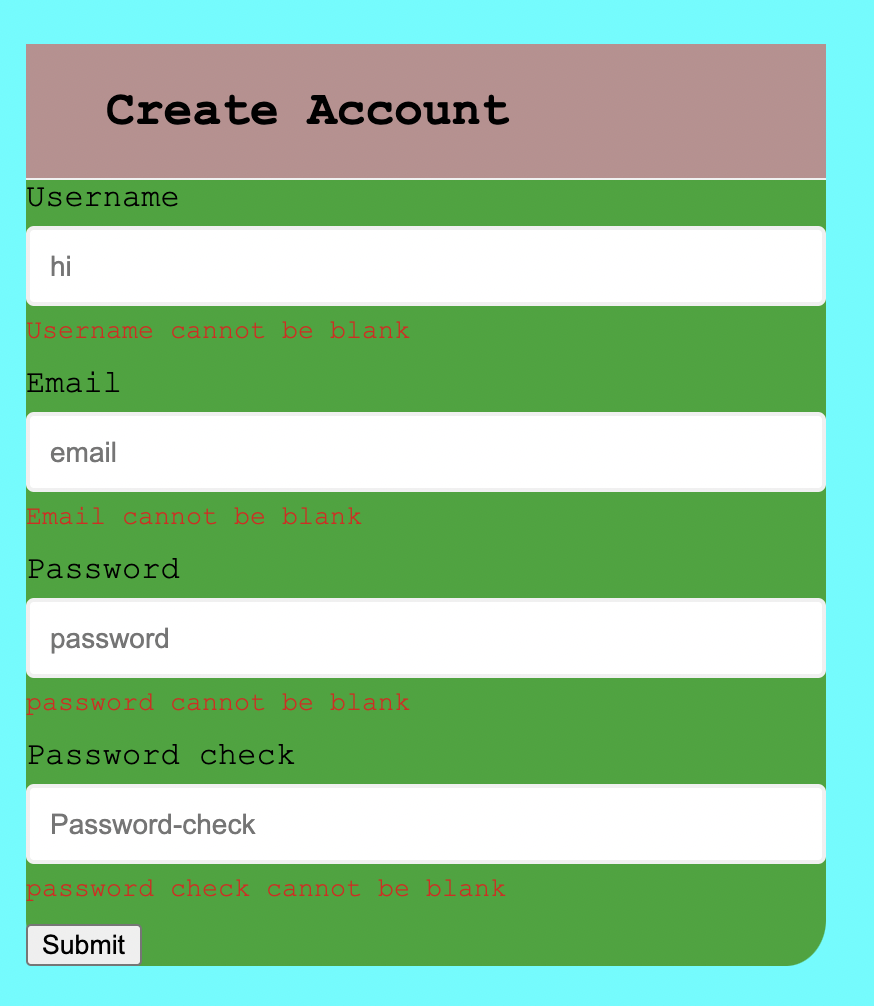 Create Account
Username
hi
Username cannot be blank
Email
email
Email cannot be blank
Password
password
password cannot be blank
Password check
Password-check
password check cannot be blank
Submit